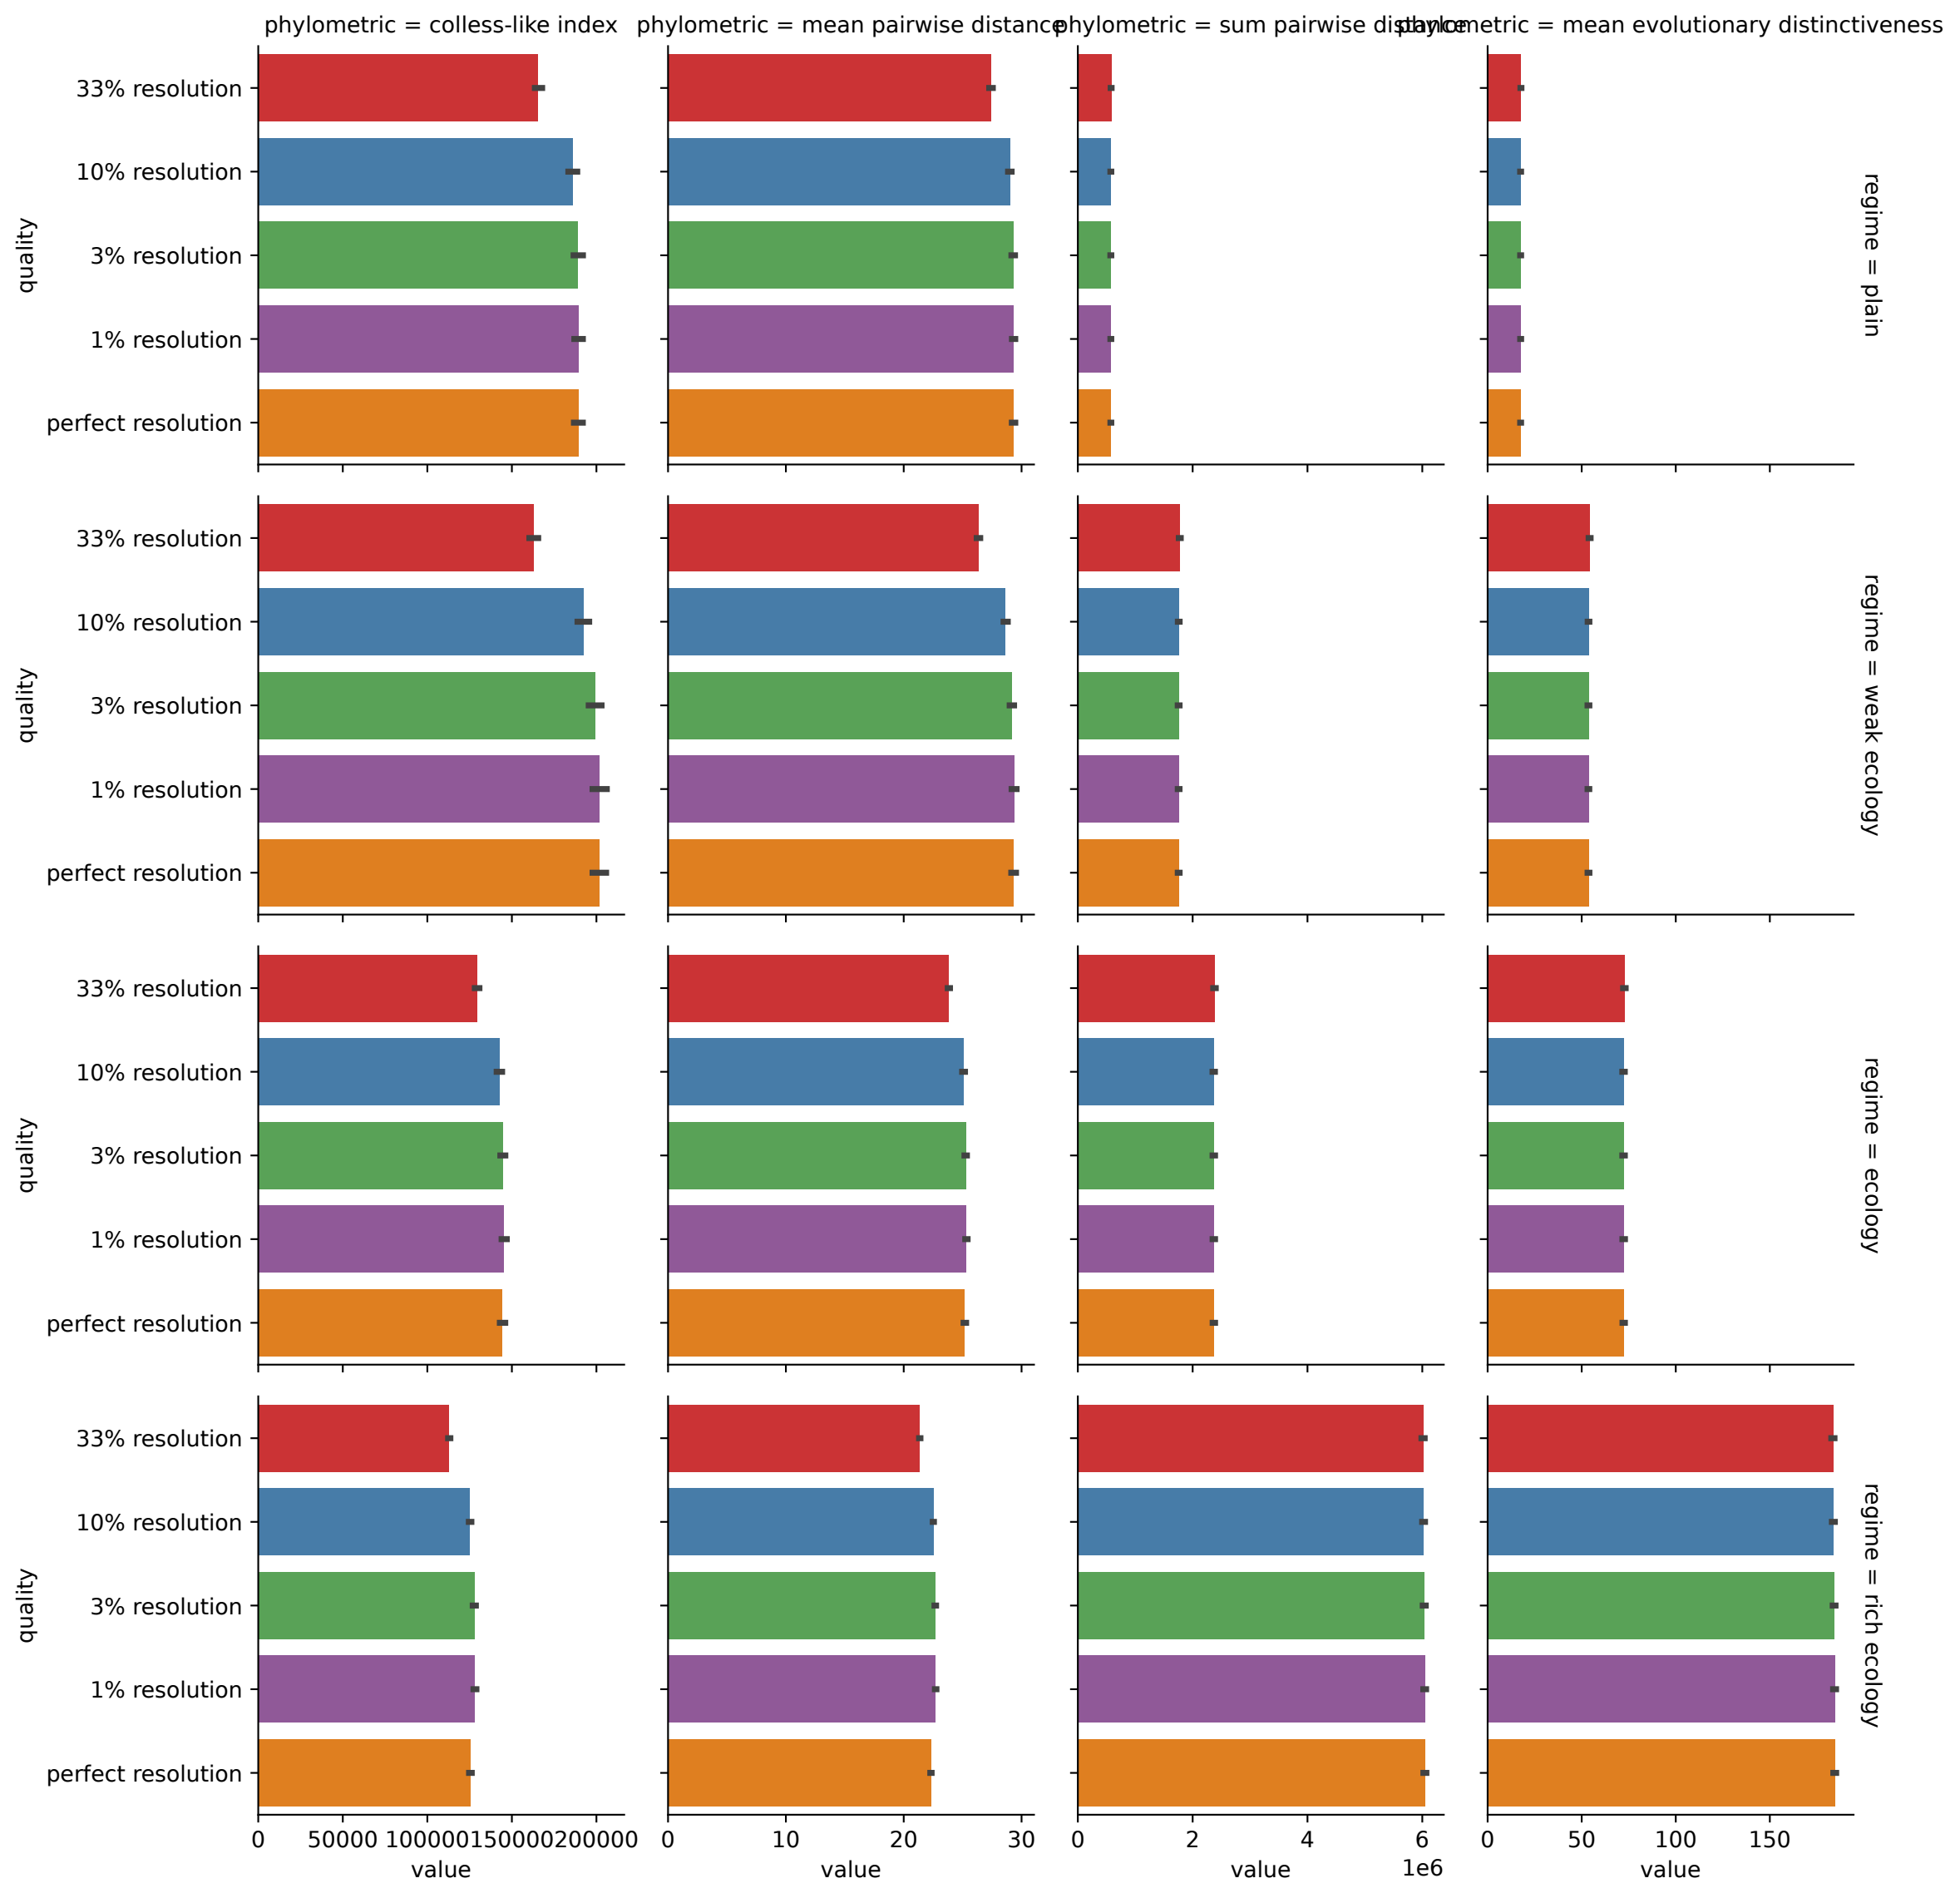 phylometric = colless-like index
phylometric = mean pairwise distance
phylometric = sum pairwise distance
phylometric = mean evolutionary distinctiveness
quality
33% resolution
10% resolution
3% resolution
1% resolution
perfect resolution
regime = plain
quality
33% resolution
10% resolution
3% resolution
1% resolution
perfect resolution
regime = weak ecology
quality
33% resolution
10% resolution
3% resolution
1% resolution
perfect resolution
regime = ecology
quality
33% resolution
10% resolution
3% resolution
1% resolution
perfect resolution
regime = rich ecology
0 50000 100000 150000 200000
value
0 10 20 30
value
0 2 4 6
1e6
value
0 50 100 150
value